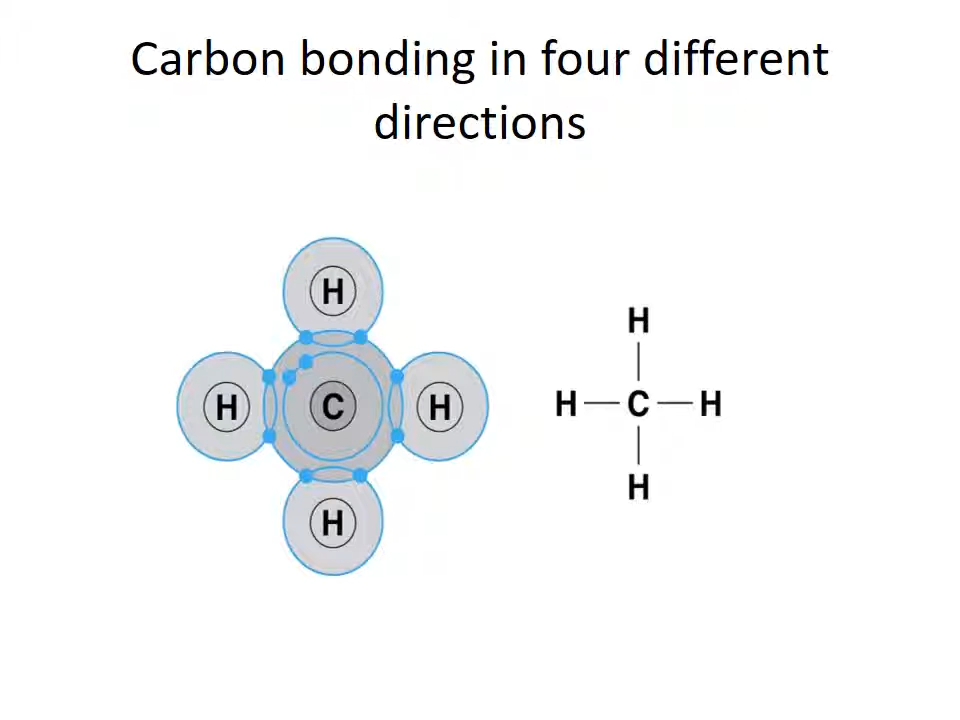 Carbon bonding in four different
directions
H
H C H
H
H
H—C—H
H